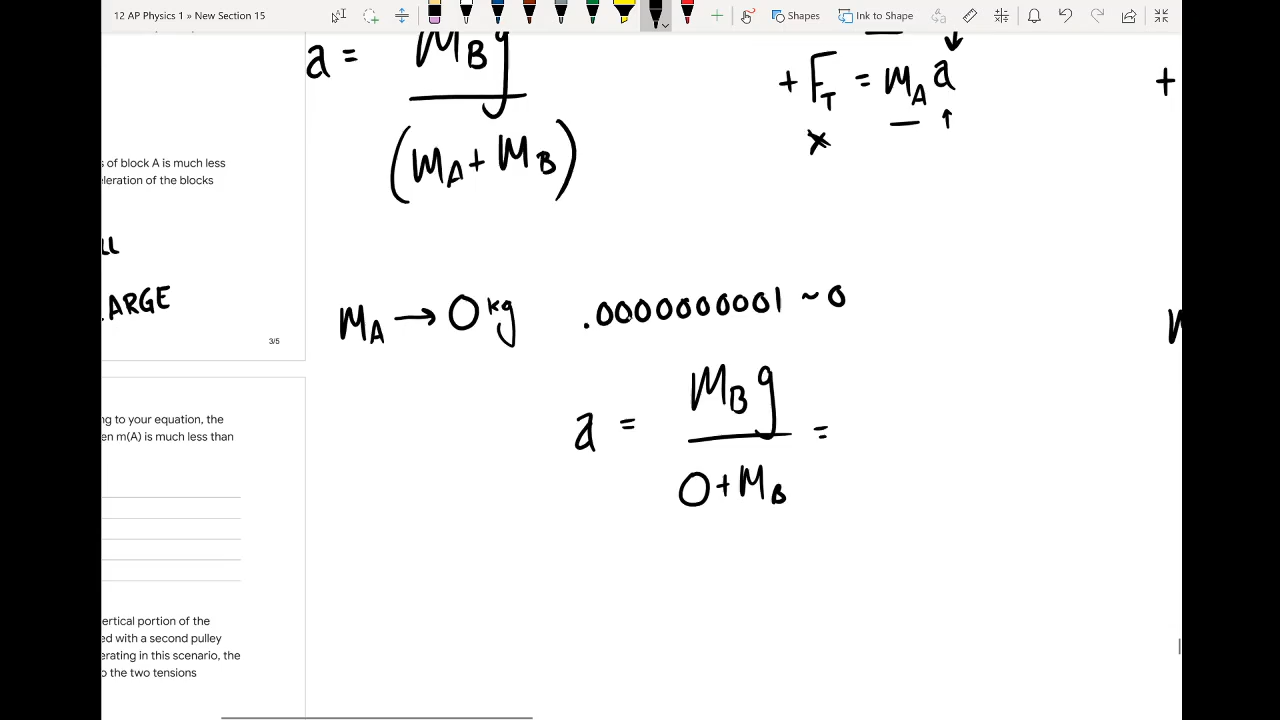 12 AP Physics 1 » New Section 15
Shapes
Ink to Shape
a = MBg
(mA + MB)
+ FT = mA a
+
s of block A is much less
eleration of the blocks
LL
ARGE
3/5
mA → 0 kg .0000000001 ~ 0
a = MBg =
0 + MB
ng to your equation, the
en m(A) is much less than
ertical portion of the
ed with a second pulley
erating in this scenario, the
o the two tensions